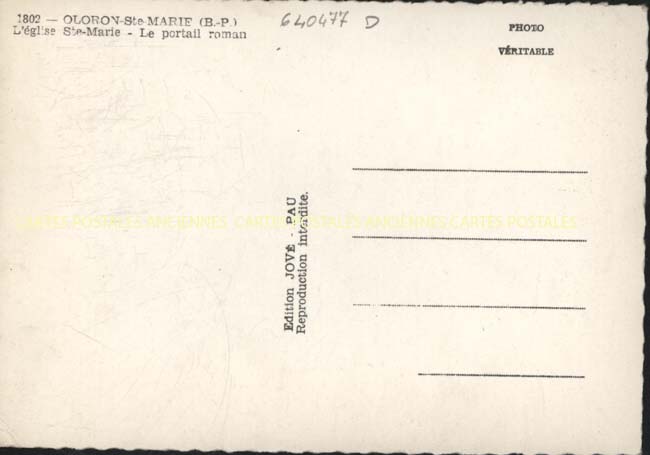 1802 — OLORON-Ste-MARIE (B.-P.)
L'église Ste-Marie - Le portail roman
640477 D
PHOTO
VÉRITABLE
Edition JOVÉ - PAU
Reproduction interdite.
CARTES POSTALES ANCIENNES CARTES POSTALES ANCIENNES CARTES POSTALES